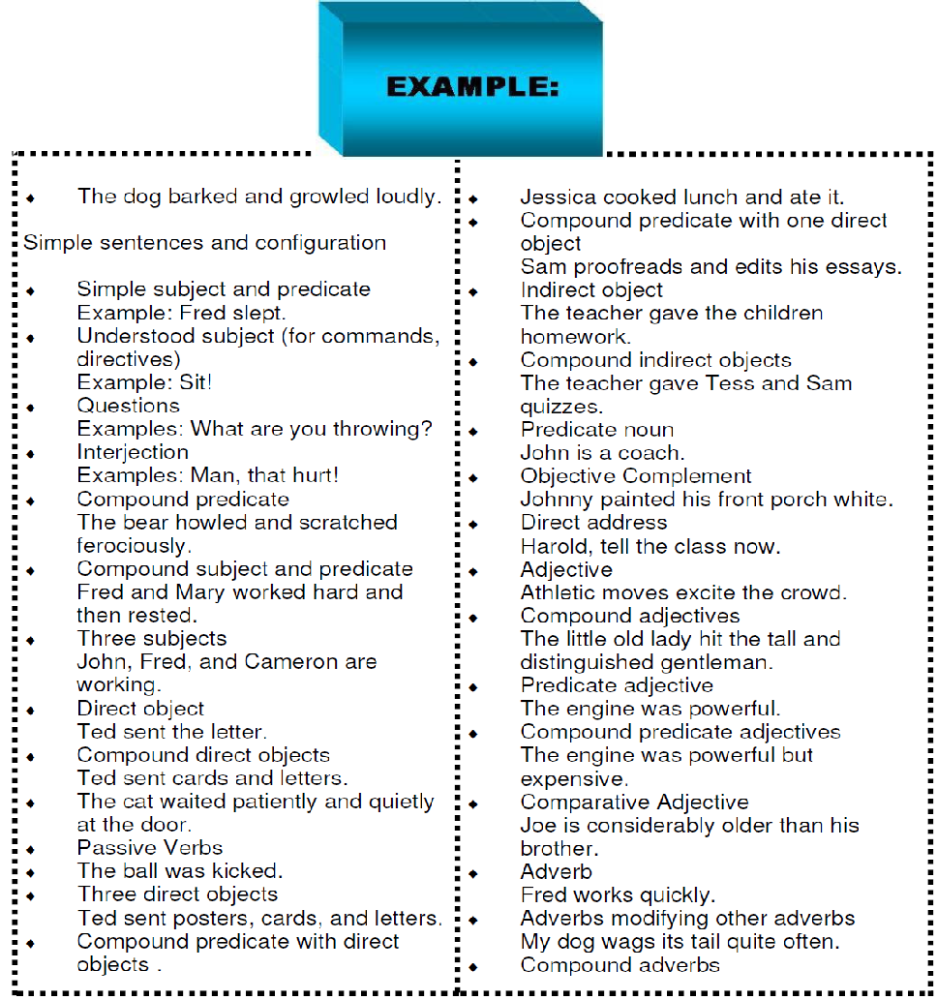 EXAMPLE:
◆ The dog barked and growled loudly.
Simple sentences and configuration
◆ Simple subject and predicate
Example: Fred slept.
◆ Understood subject (for commands,
directives)
Example: Sit!
◆ Questions
Examples: What are you throwing?
◆ Interjection
Examples: Man, that hurt!
◆ Compound predicate
The bear howled and scratched
ferociously.
◆ Compound subject and predicate
Fred and Mary worked hard and
then rested.
◆ Three subjects
John, Fred, and Cameron are
working.
◆ Direct object
Ted sent the letter.
◆ Compound direct objects
Ted sent cards and letters.
◆ The cat waited patiently and quietly
at the door.
◆ Passive Verbs
◆ The ball was kicked.
◆ Three direct objects
Ted sent posters, cards, and letters.
◆ Compound predicate with direct
objects .
◆ Jessica cooked lunch and ate it.
◆ Compound predicate with one direct
object
Sam proofreads and edits his essays.
◆ Indirect object
The teacher gave the children
homework.
◆ Compound indirect objects
The teacher gave Tess and Sam
quizzes.
◆ Predicate noun
John is a coach.
◆ Objective Complement
Johnny painted his front porch white.
◆ Direct address
Harold, tell the class now.
◆ Adjective
Athletic moves excite the crowd.
◆ Compound adjectives
The little old lady hit the tall and
distinguished gentleman.
◆ Predicate adjective
The engine was powerful.
◆ Compound predicate adjectives
The engine was powerful but
expensive.
◆ Comparative Adjective
Joe is considerably older than his
brother.
◆ Adverb
Fred works quickly.
◆ Adverbs modifying other adverbs
My dog wags its tail quite often.
◆ Compound adverbs